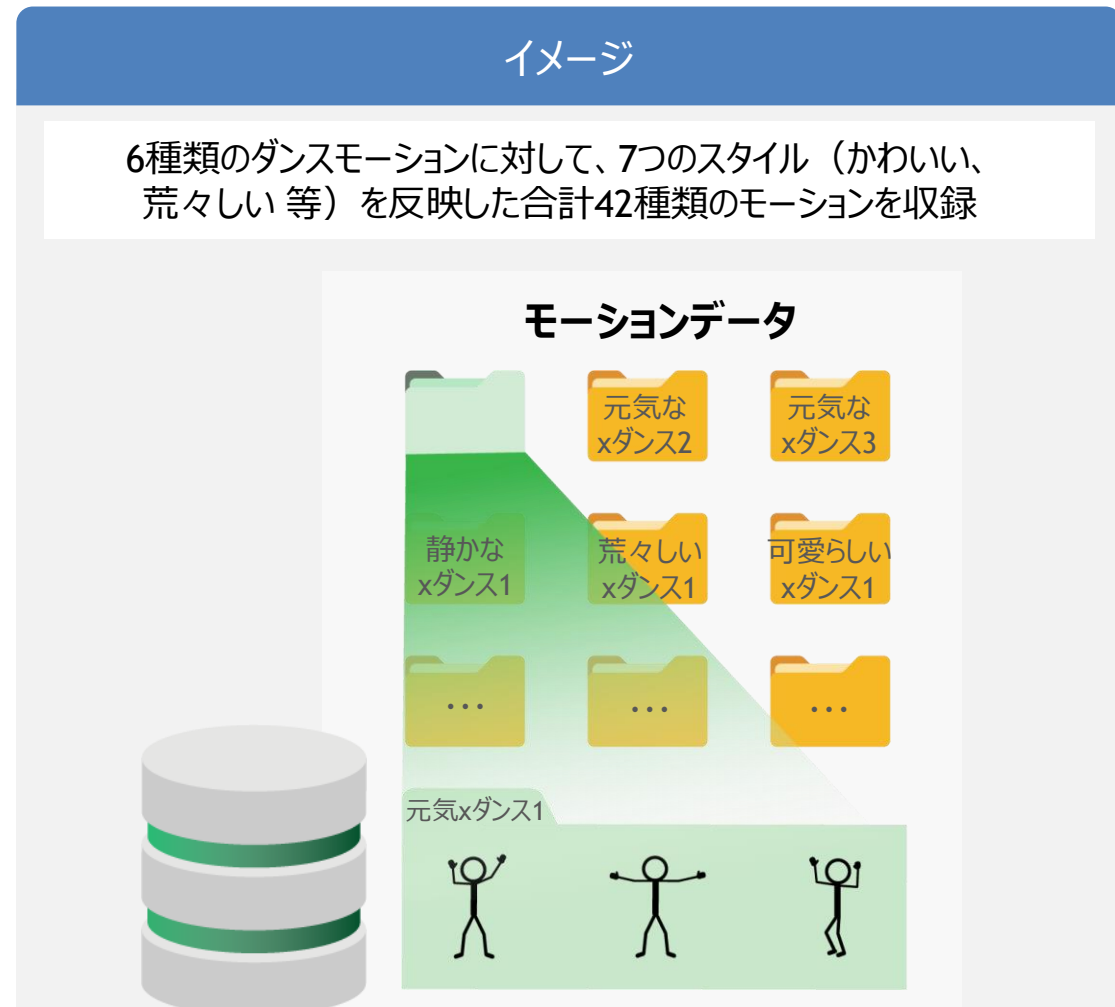 イメージ
6種類のダンスモーションに対して、7つのスタイル（かわいい、
荒々しい 等）を反映した合計42種類のモーションを収録
モーションデータ
元気な
xダンス2
元気な
xダンス3
静かな
xダンス1
荒々しい
xダンス1
可愛らしい
xダンス1
...
...
...
元気xダンス1